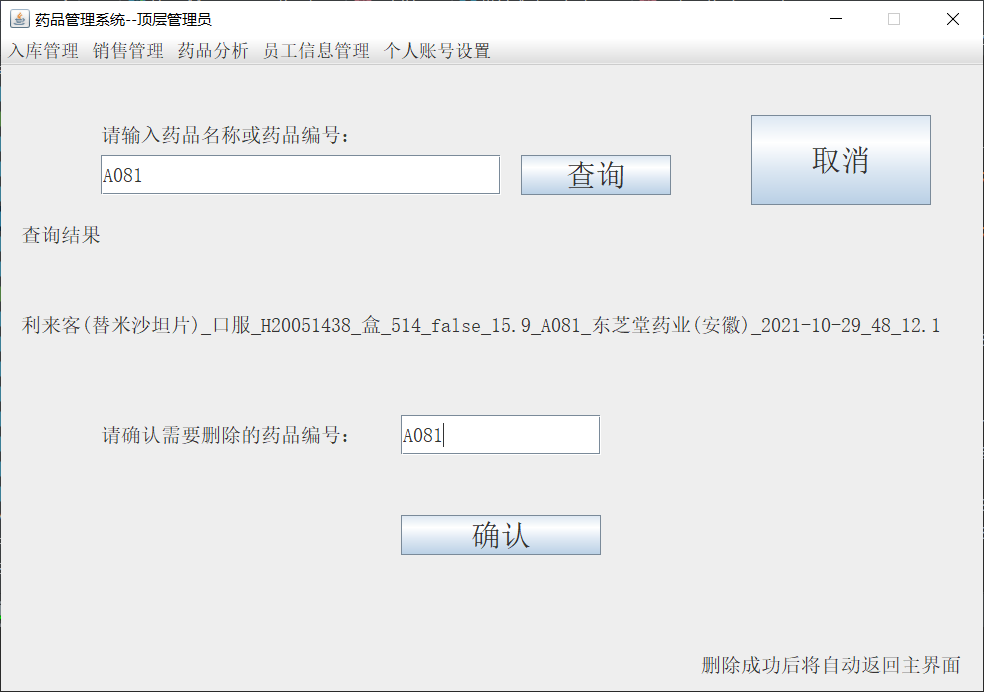 药品管理系统--顶层管理员
入库管理 销售管理 药品分析 员工信息管理 个人账号设置
请输入药品名称或药品编号:
A081 查询 取消
查询结果
利来客(替米沙坦片)_口服_H20051438_盒_514_false_15.9_A081_东芝堂药业(安徽)_2021-10-29_48_12.1
请确认需要删除的药品编号: A081
确认
删除成功后将自动返回主界面